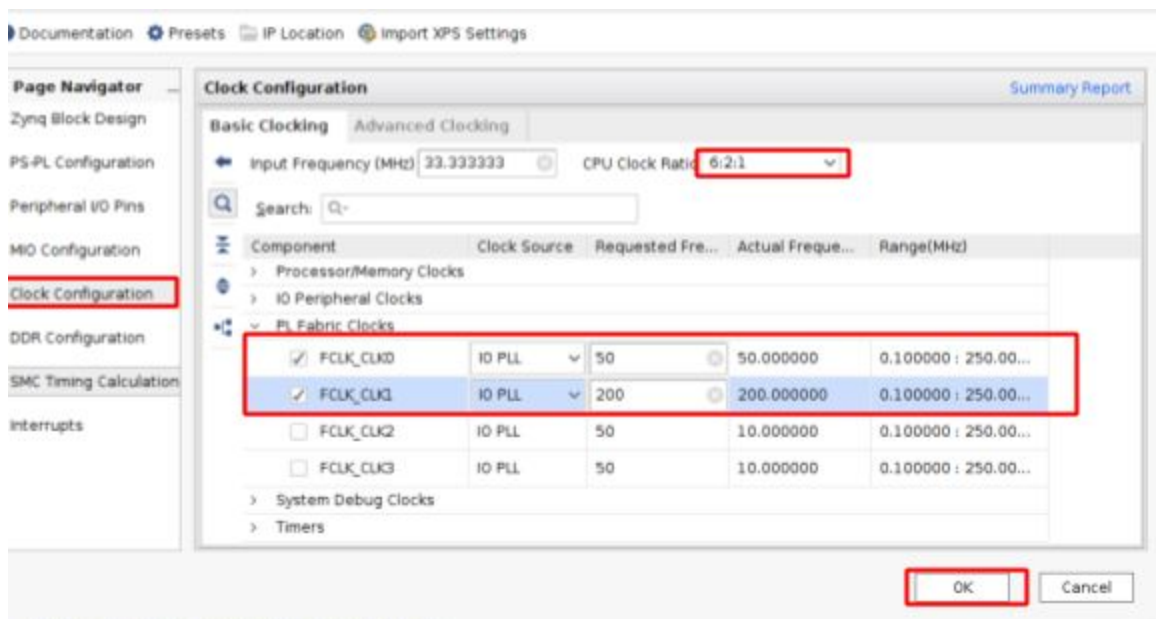 Documentation Presets IP Location Import XPS Settings
Page Navigator
Zynq Block Design
PS-PL Configuration
Peripheral I/O Pins
MIO Configuration
Clock Configuration
DDR Configuration
SMC Timing Calculation
Interrupts
Clock Configuration Summary Report
Basic Clocking Advanced Clocking
Input Frequency (MHz) 33.333333 CPU Clock Ratio 6:2:1
Search:
Component Clock Source Requested Fre... Actual Freque... Range(MHz)
Processor/Memory Clocks
IO Peripheral Clocks
PL Fabric Clocks
FCLK_CLK0 IO PLL 50 50.000000 0.100000 : 250.00...
FCLK_CLK1 IO PLL 200 200.000000 0.100000 : 250.00...
FCLK_CLK2 IO PLL 50 10.000000 0.100000 : 250.00...
FCLK_CLK3 IO PLL 50 10.000000 0.100000 : 250.00...
System Debug Clocks
Timers
OK Cancel